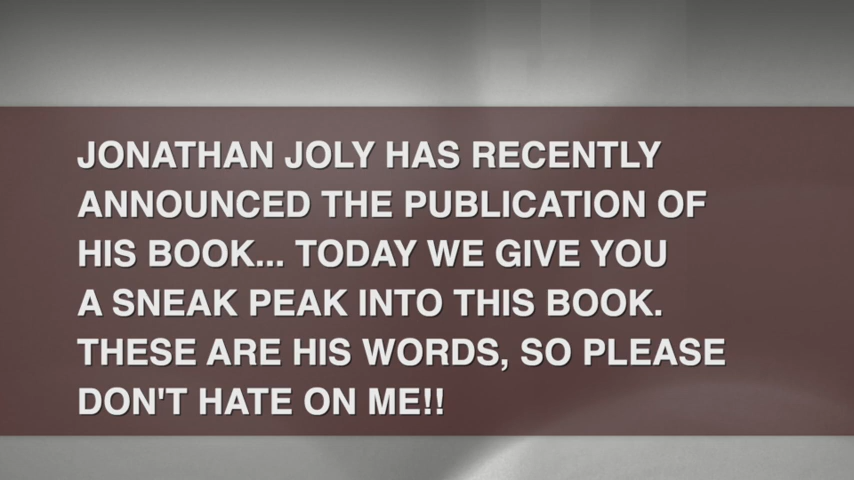 JONATHAN JOLY HAS RECENTLY
ANNOUNCED THE PUBLICATION OF
HIS BOOK... TODAY WE GIVE YOU
A SNEAK PEAK INTO THIS BOOK.
THESE ARE HIS WORDS, SO PLEASE
DON'T HATE ON ME!!